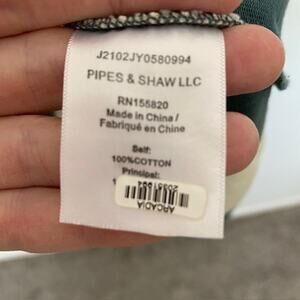 J2102JY0580994
PIPES & SHAW LLC
RN155820
Made in China /
Fabriqué en Chine
Self:
100%COTTON
Principal:
ARCADIA